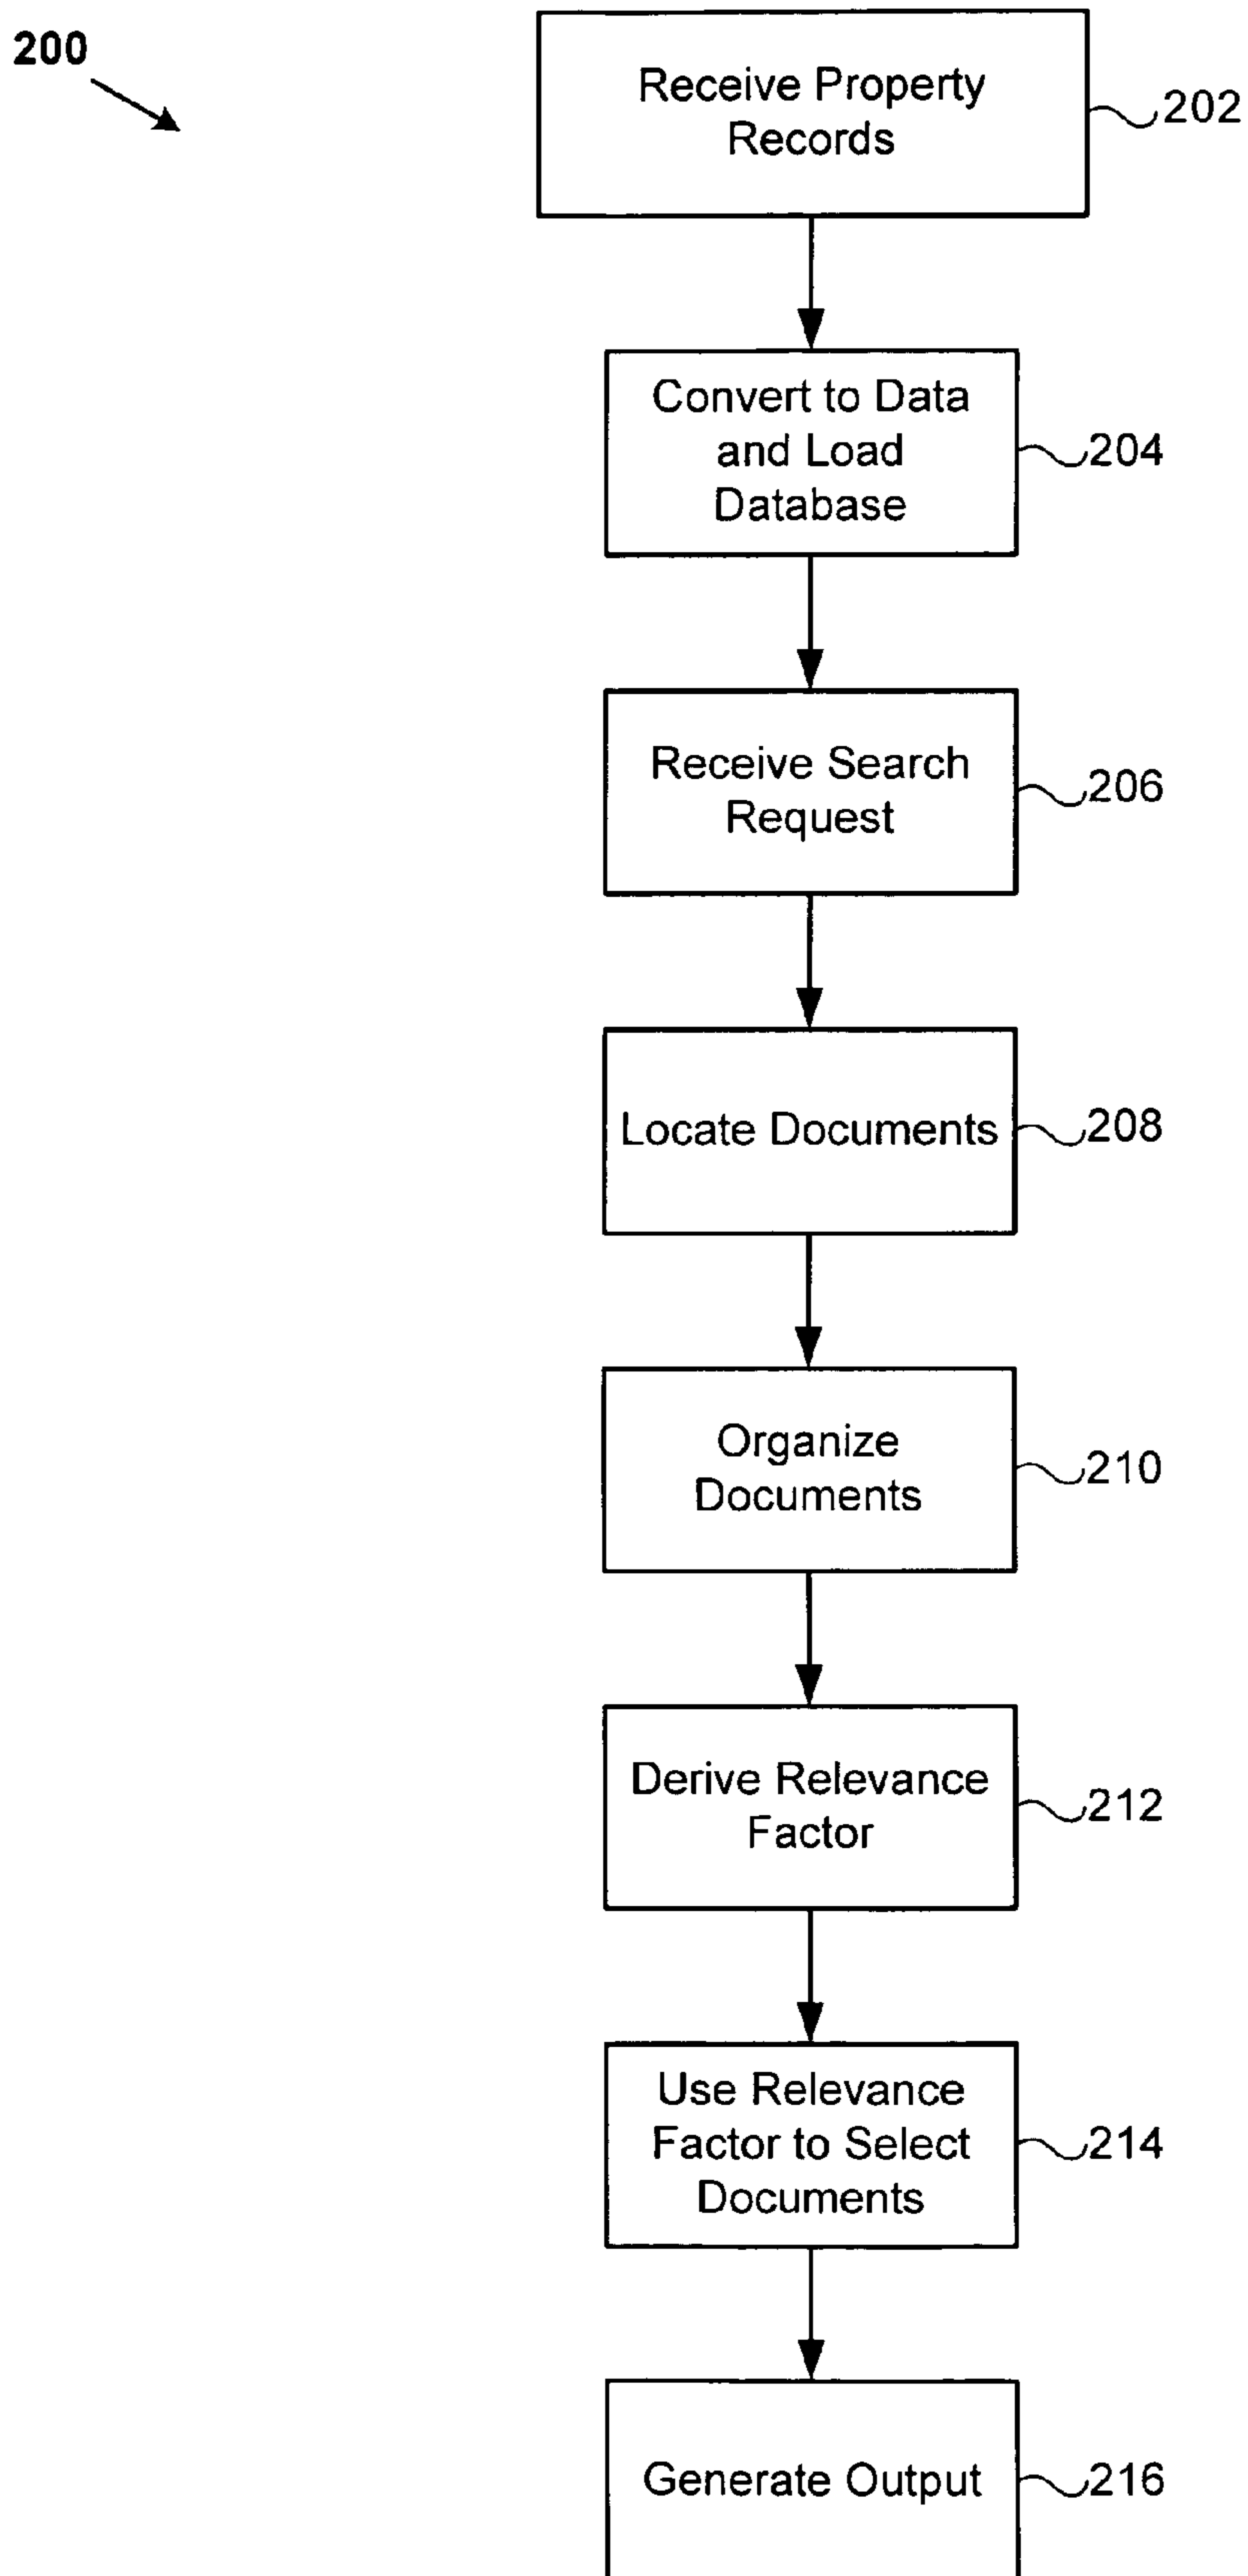 200
Receive Property
Records
202
Convert to Data
and Load
Database
204
Receive Search
Request
206
Locate Documents
208
Organize
Documents
210
Derive Relevance
Factor
212
Use Relevance
Factor to Select
Documents
214
Generate Output
216